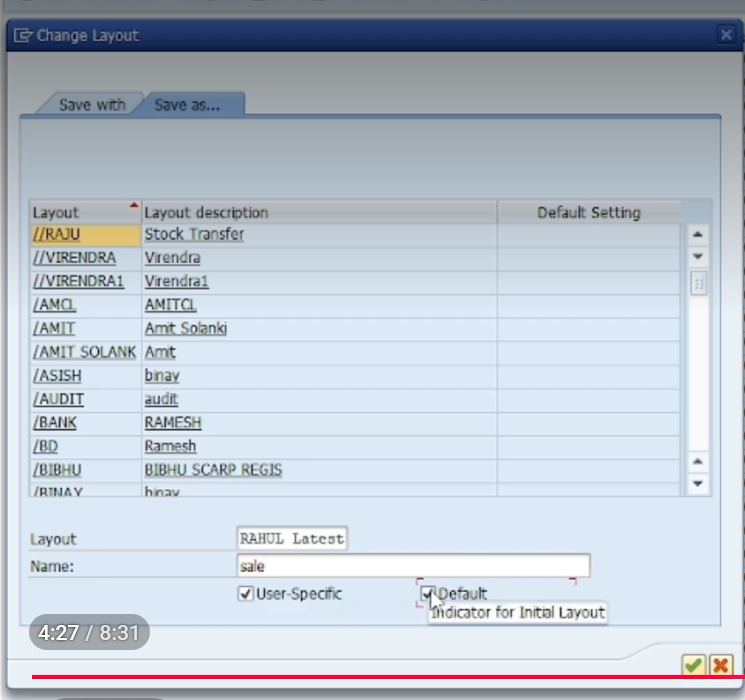 Change Layout
Save with Save as...
Layout Layout description Default Setting
//RAJU Stock Transfer
//VIRENDRA Virendra
//VIRENDRA1 Virendra1
/AMCL AMITCL
/AMIT Amit Solanki
/AMIT SOLANK Amit
/ASISH binay
/AUDIT audit
/BANK RAMESH
/BD Ramesh
/BIBHU BIBHU SCARP REGIS
/BINAY binay
Layout RAHUL Latest
Name: sale
User-Specific Default
Indicator for Initial Layout
4:27 / 8:31